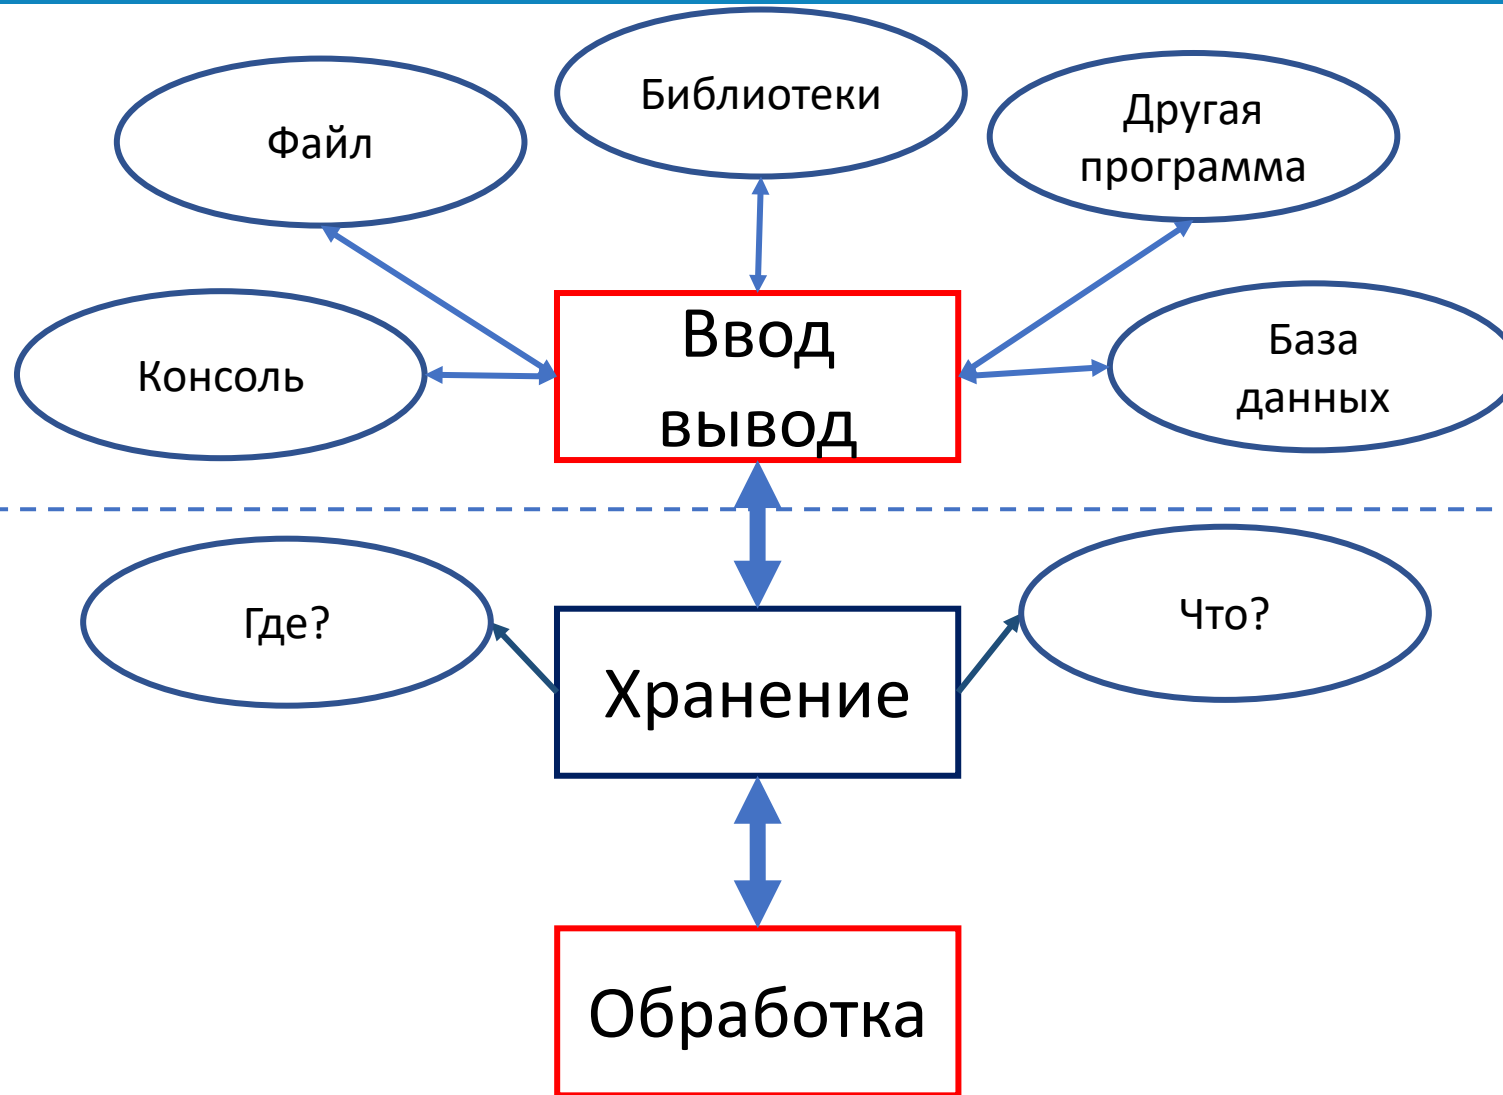 Библиотеки
Файл
Другая
программа
Консоль
Ввод
вывод
База
данных
Где?
Что?
Хранение
Обработка